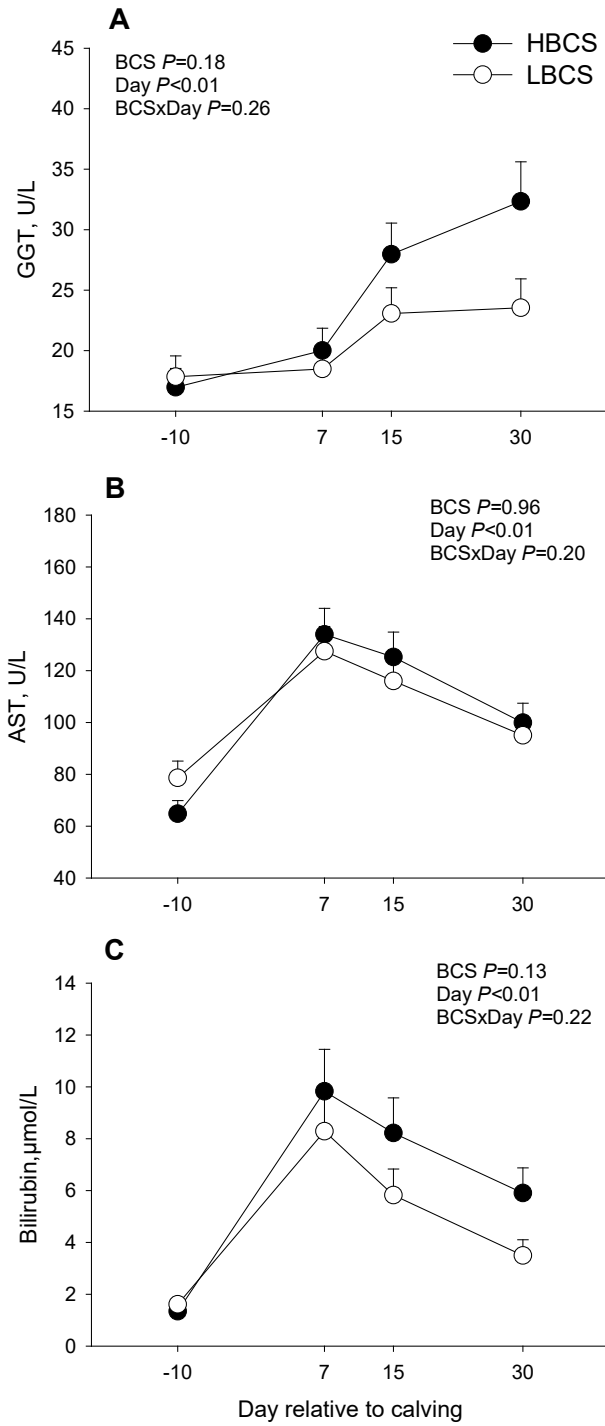 A
HBCS
LBCS
BCS P=0.18
Day P<0.01
BCSxDay P=0.26
GGT, U/L
45
40
35
30
25
20
15
-10 7 15 30
B
BCS P=0.96
Day P<0.01
BCSxDay P=0.20
AST, U/L
180
160
140
120
100
80
60
40
-10 7 15 30
C
BCS P=0.13
Day P<0.01
BCSxDay P=0.22
Bilirubin,µmol/L
14
12
10
8
6
4
2
0
-10 7 15 30
Day relative to calving